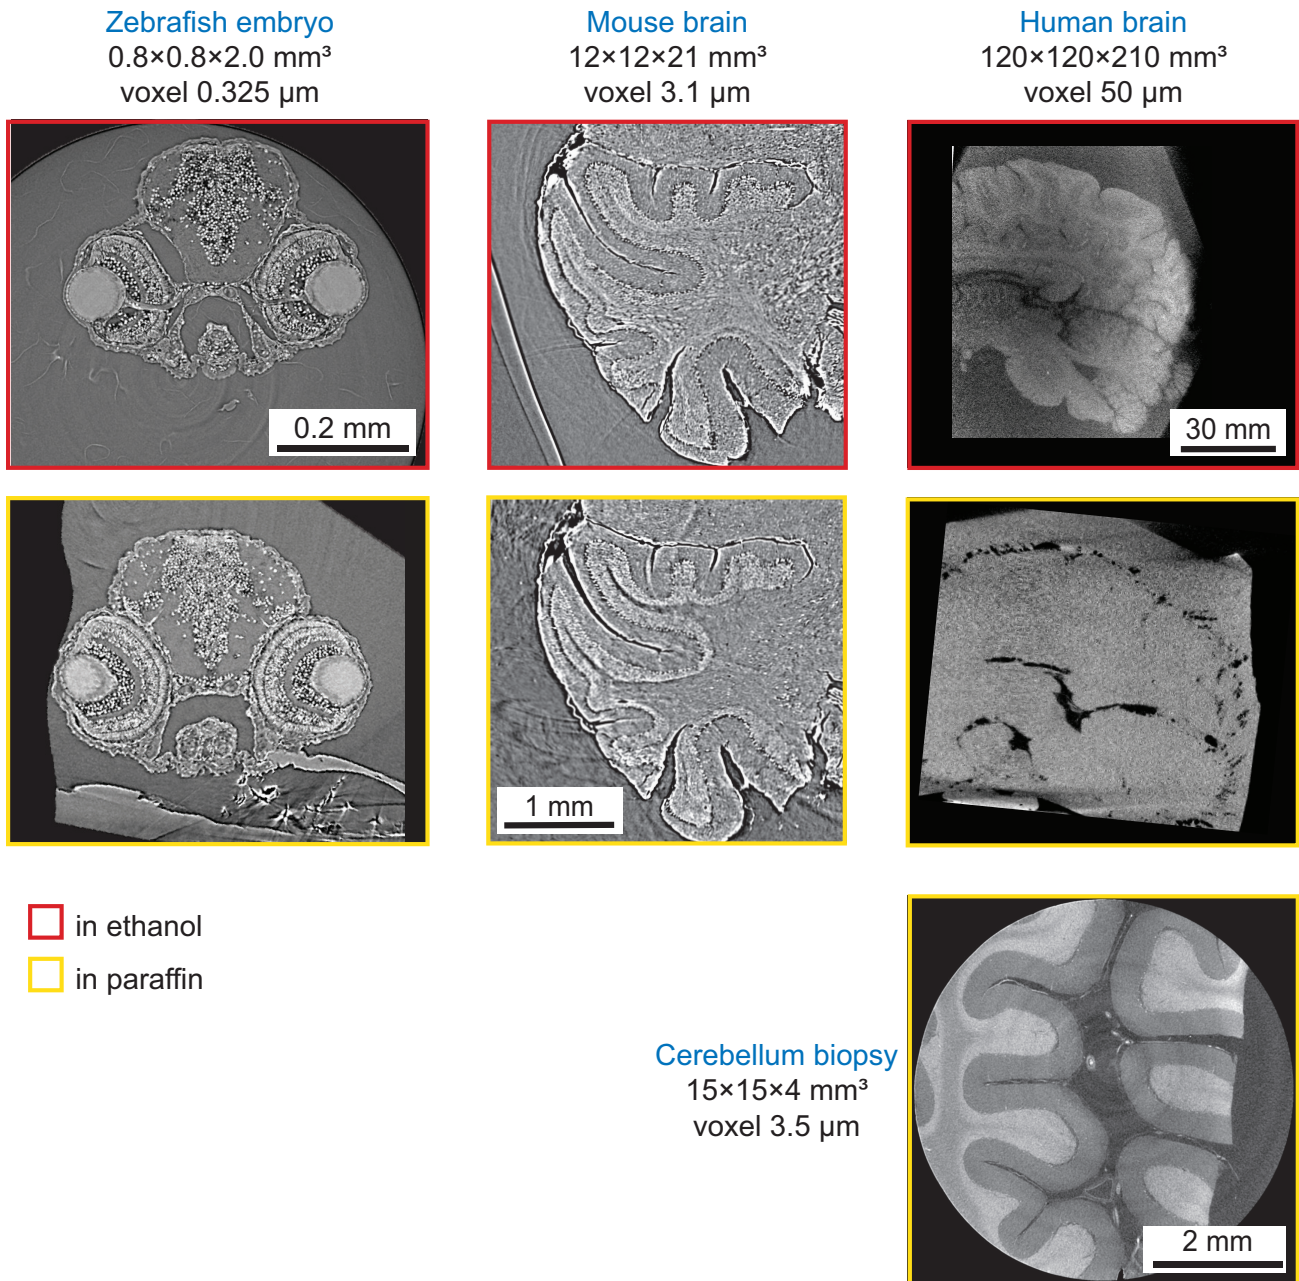 Zebrafish embryo
0.8×0.8×2.0 mm³
voxel 0.325 µm
Mouse brain
12×12×21 mm³
voxel 3.1 µm
Human brain
120×120×210 mm³
voxel 50 µm
0.2 mm
30 mm
1 mm
in ethanol
in paraffin
Cerebellum biopsy
15×15×4 mm³
voxel 3.5 µm
2 mm